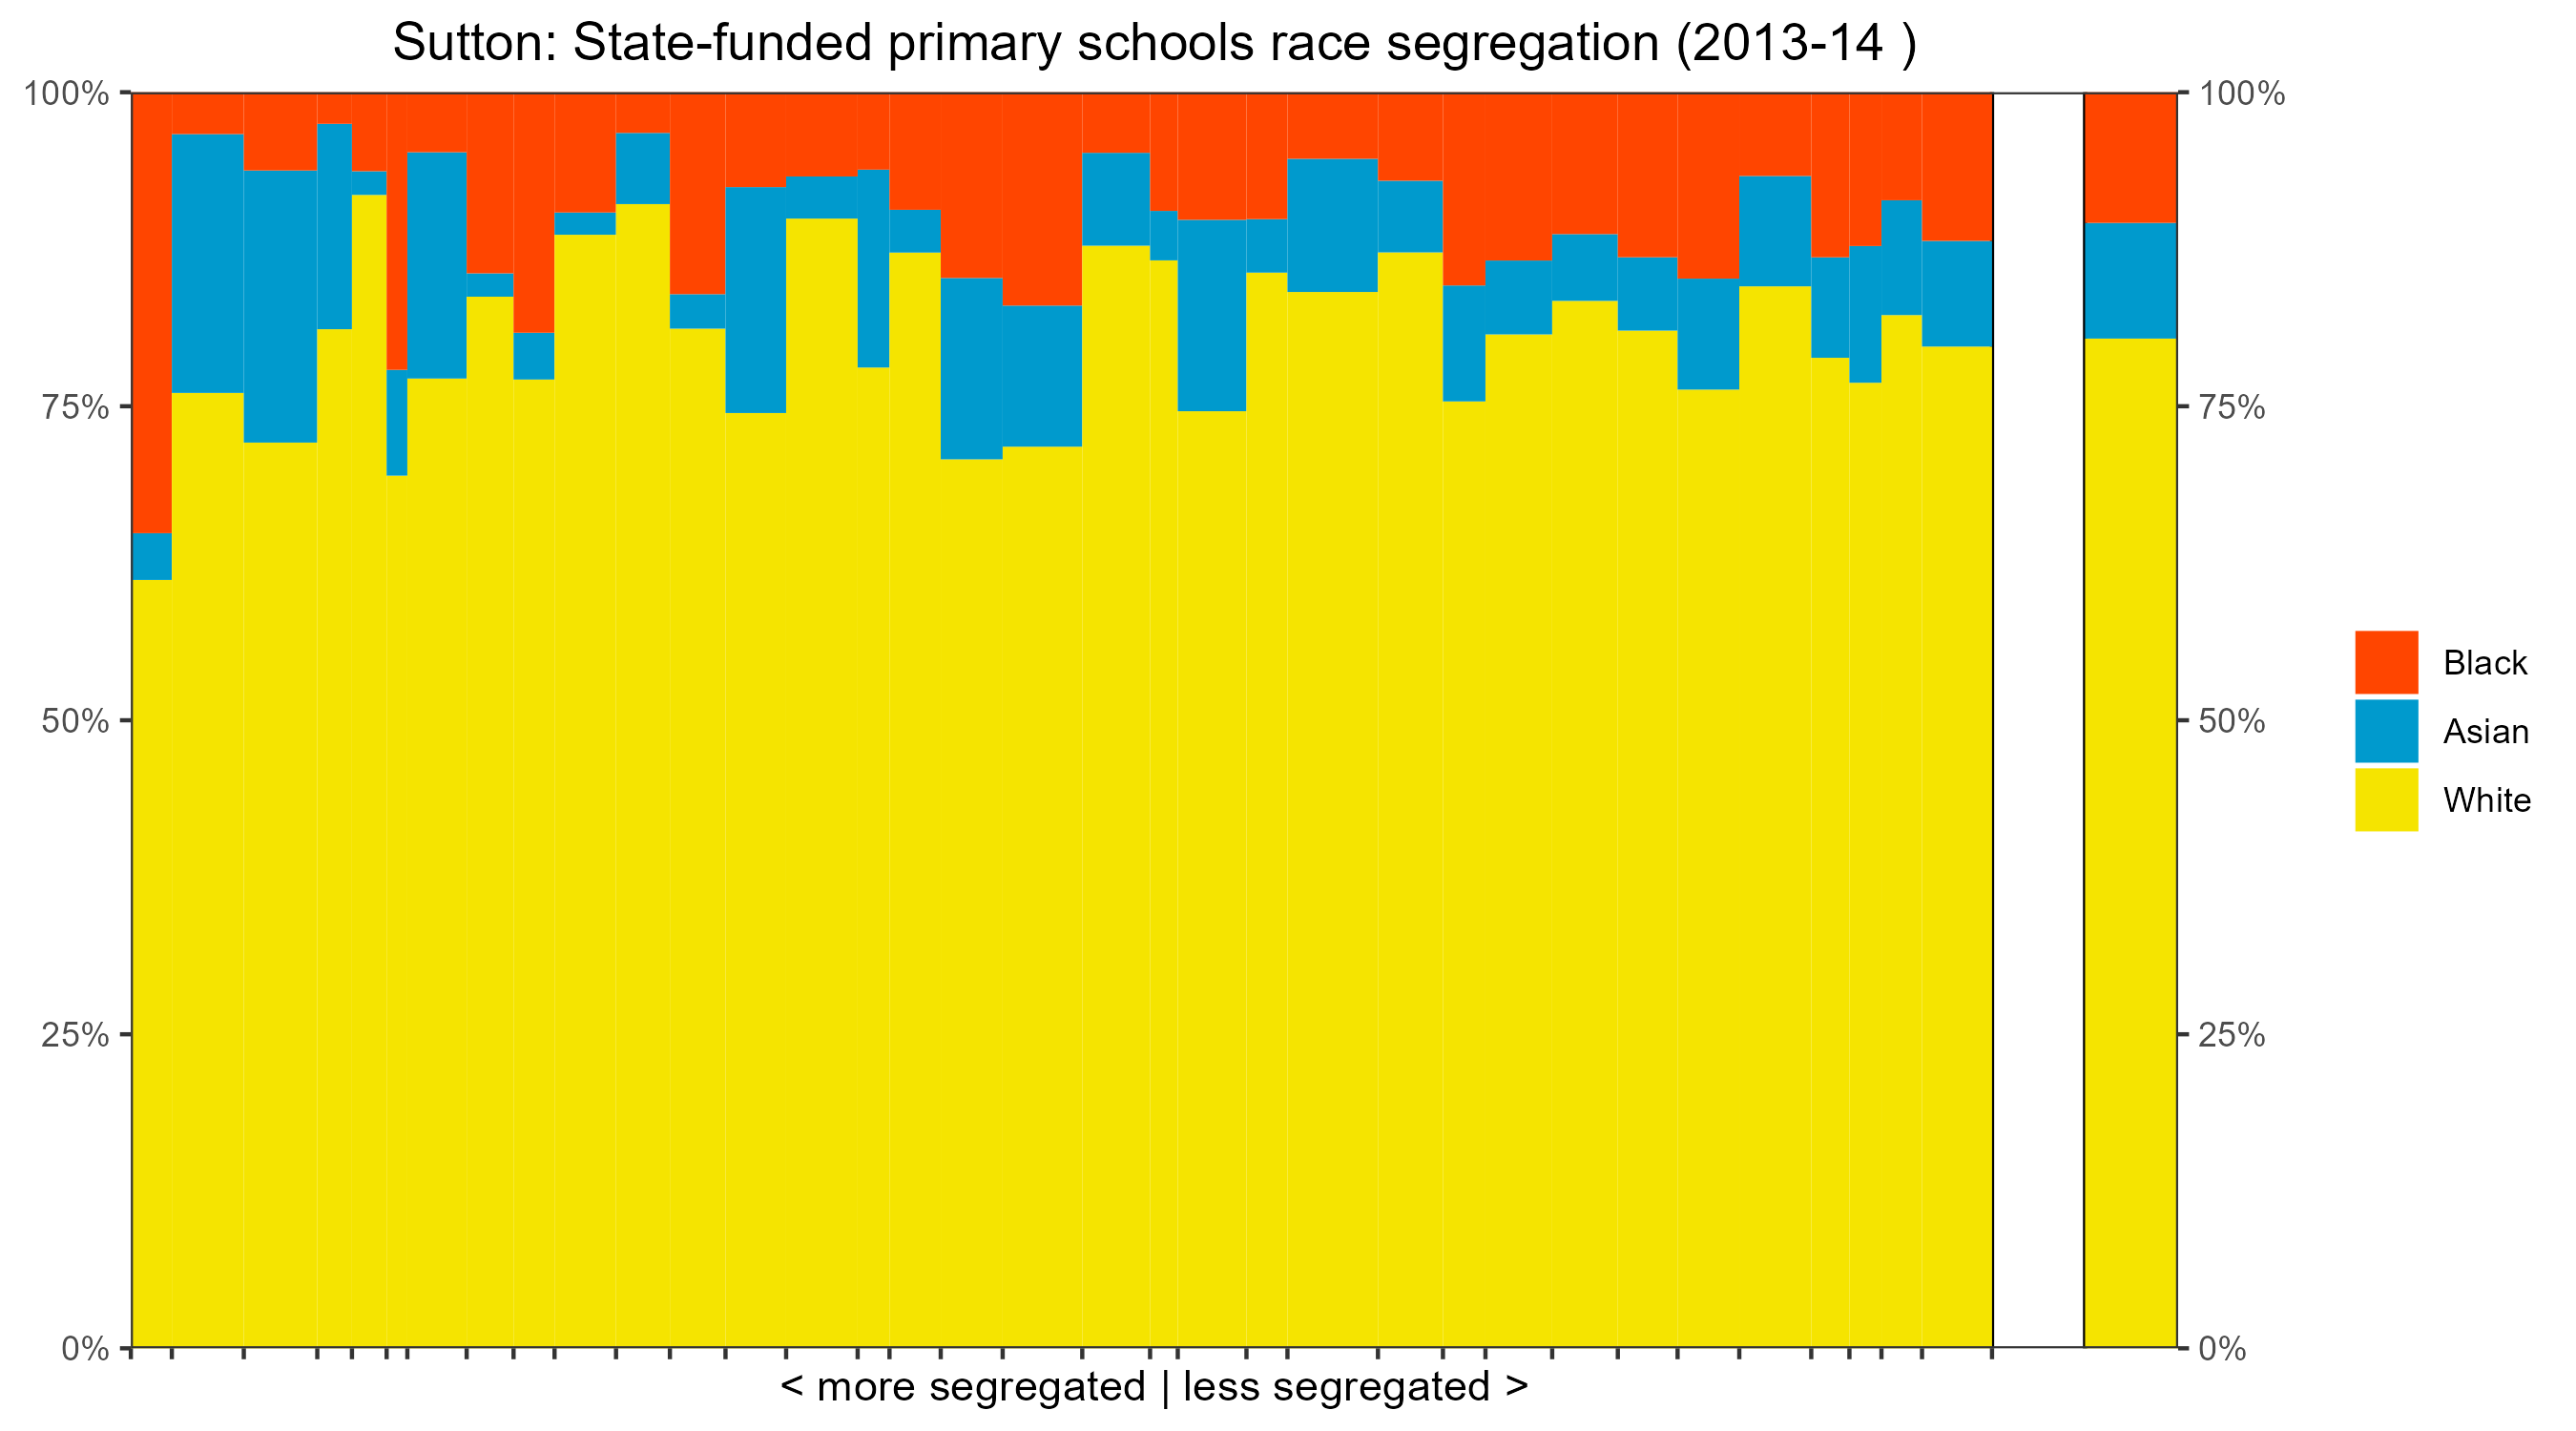 Sutton: State-funded primary schools race segregation (2013-14 )
100%
75%
50%
25%
0%
100%
75%
50%
25%
0%
Black
Asian
White
< more segregated | less segregated >